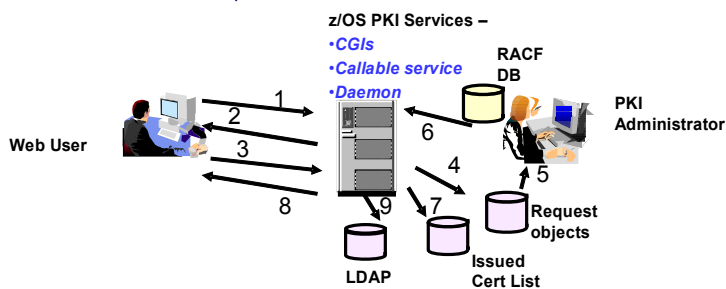 z/OS PKI Services –
•CGIs
•Callable service
•Daemon
RACF
DB
PKI
Administrator
Web User
1
2
3
8
6
4
5
9
7
Request
objects
Issued
Cert List
LDAP